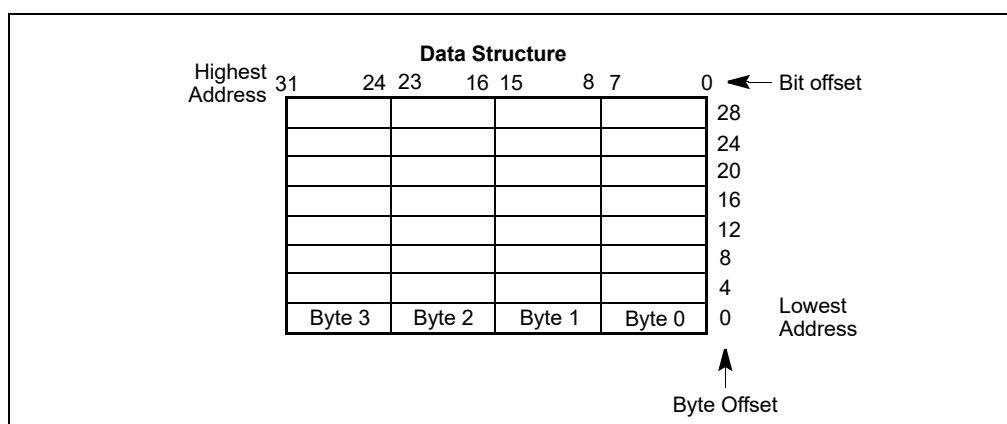 Data Structure
Highest
Address
31 24 23 16 15 8 7 0
Bit offset
28
24
20
16
12
8
4
Byte 3 Byte 2 Byte 1 Byte 0 0
Lowest
Address
Byte Offset